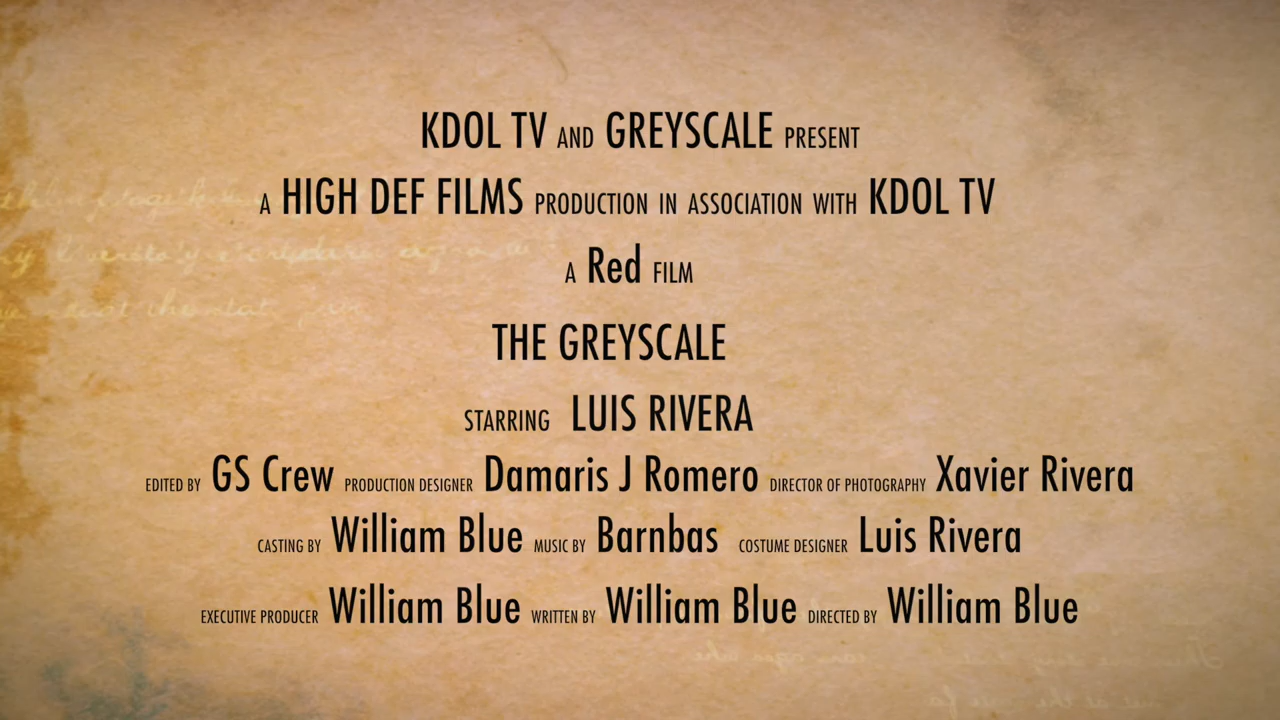 KDOL TV AND GREYSCALE PRESENT
A HIGH DEF FILMS PRODUCTION IN ASSOCIATION WITH KDOL TV
A Red FILM
THE GREYSCALE
STARRING LUIS RIVERA
EDITED BY GS Crew PRODUCTION DESIGNER Damaris J Romero DIRECTOR OF PHOTOGRAPHY Xavier Rivera
CASTING BY William Blue MUSIC BY Barnbas COSTUME DESIGNER Luis Rivera
EXECUTIVE PRODUCER William Blue WRITTEN BY William Blue DIRECTED BY William Blue